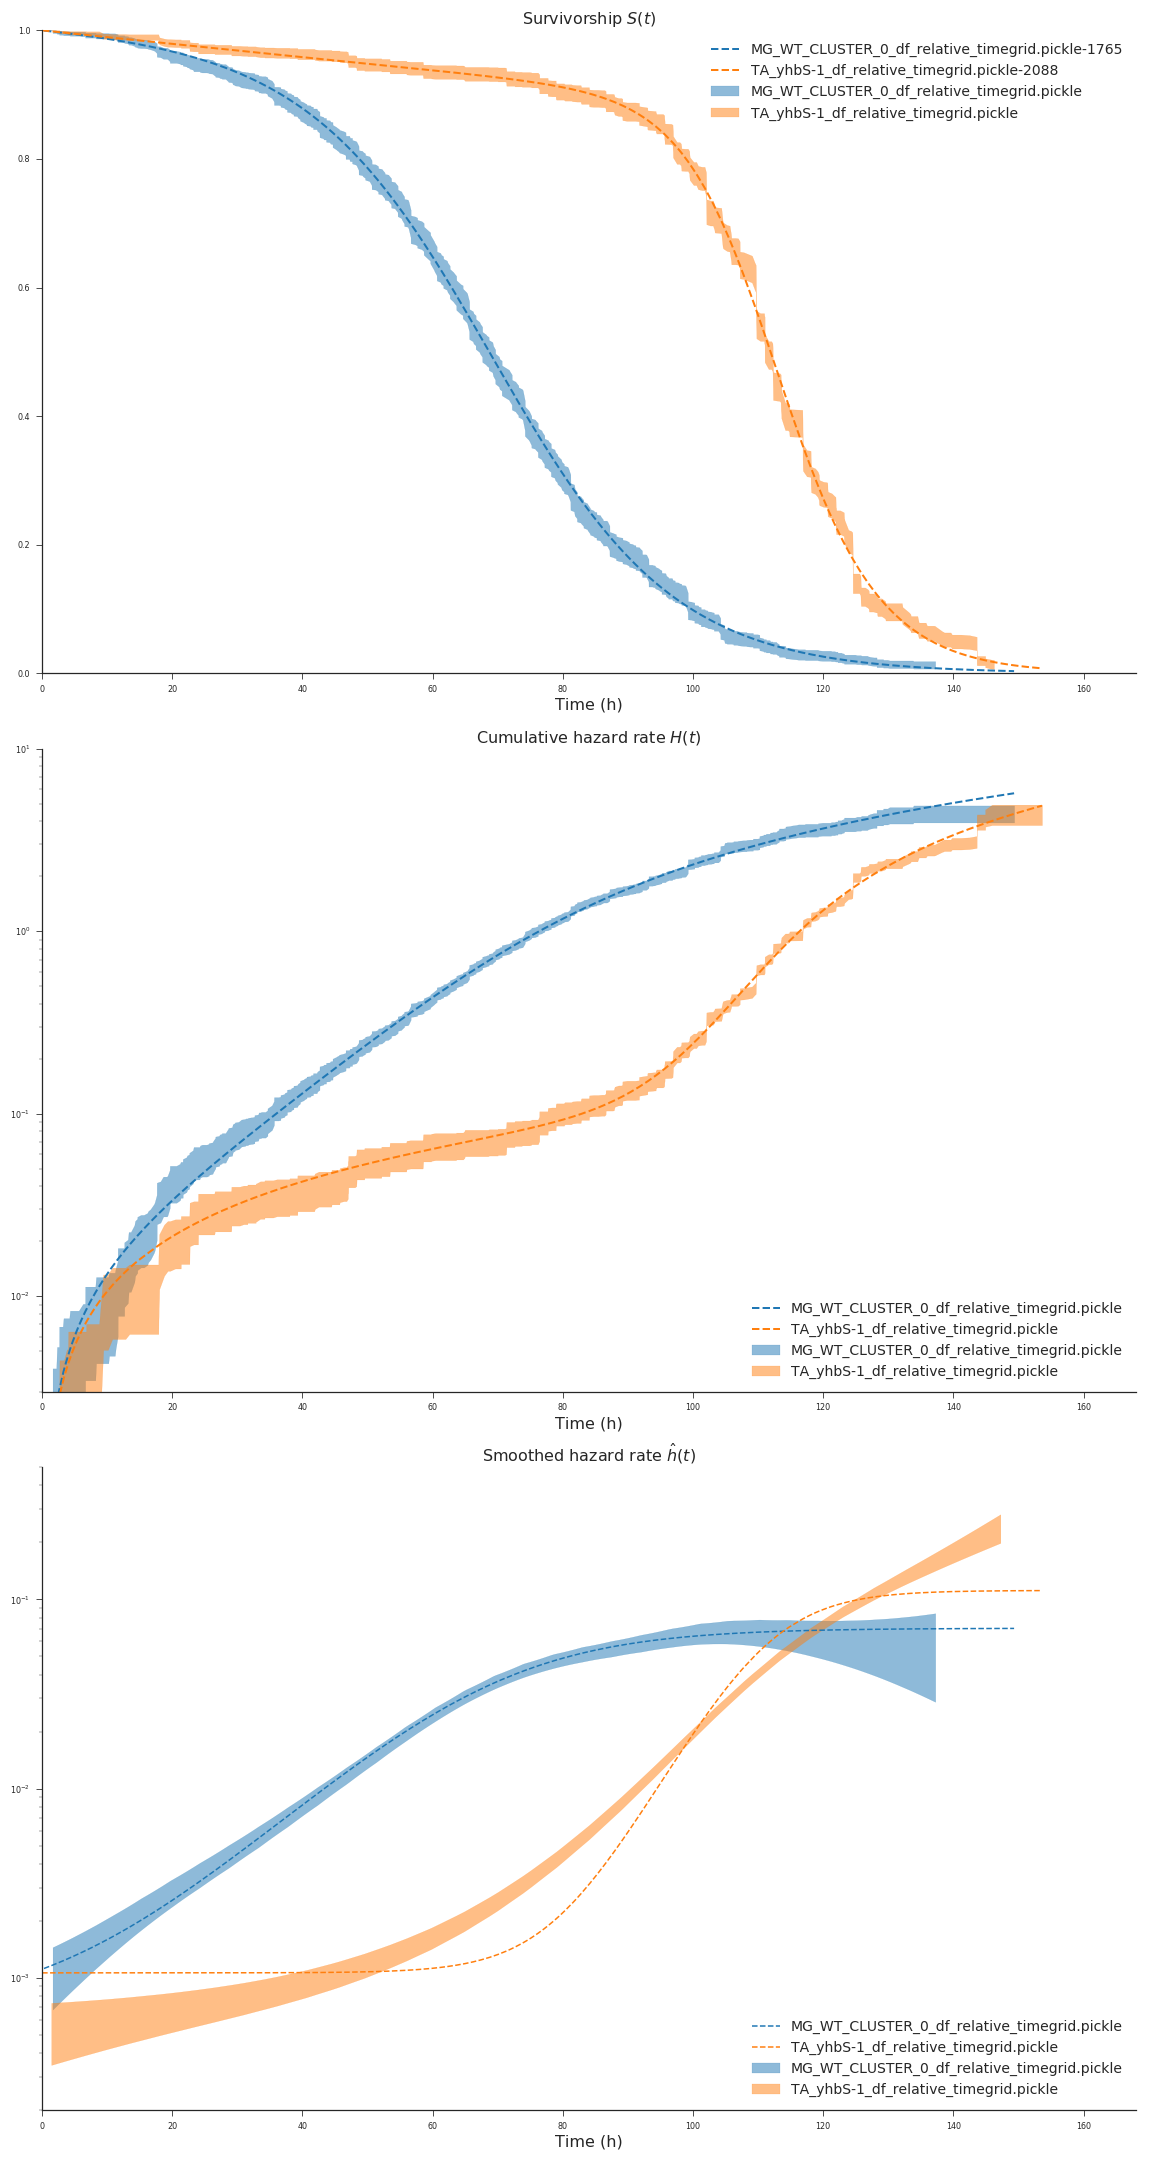 Survivorship S(t)
MG_WT_CLUSTER_0_df_relative_timegrid.pickle-1765
TA_yhbS-1_df_relative_timegrid.pickle-2088
MG_WT_CLUSTER_0_df_relative_timegrid.pickle
TA_yhbS-1_df_relative_timegrid.pickle
1.0
0.8
0.6
0.4
0.2
0.0
0 20 40 60 80 100 120 140 160
Time (h)
Cumulative hazard rate H(t)
10¹
10⁰
10⁻¹
10⁻²
MG_WT_CLUSTER_0_df_relative_timegrid.pickle
TA_yhbS-1_df_relative_timegrid.pickle
MG_WT_CLUSTER_0_df_relative_timegrid.pickle
TA_yhbS-1_df_relative_timegrid.pickle
0 20 40 60 80 100 120 140 160
Time (h)
Smoothed hazard rate ĥ(t)
10⁻¹
10⁻²
10⁻³
MG_WT_CLUSTER_0_df_relative_timegrid.pickle
TA_yhbS-1_df_relative_timegrid.pickle
MG_WT_CLUSTER_0_df_relative_timegrid.pickle
TA_yhbS-1_df_relative_timegrid.pickle
0 20 40 60 80 100 120 140 160
Time (h)